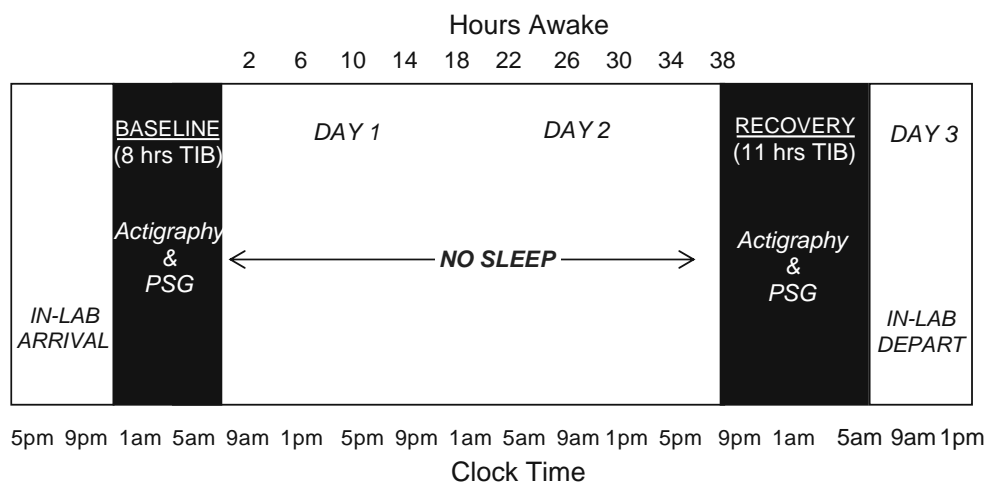 Hours Awake
2 6 10 14 18 22 26 30 34 38
BASELINE
(8 hrs TIB)
DAY 1
DAY 2
RECOVERY
(11 hrs TIB)
DAY 3
Actigraphy
&
PSG
NO SLEEP
Actigraphy
&
PSG
IN-LAB
ARRIVAL
IN-LAB
DEPART
5pm 9pm 1am 5am 9am 1pm 5pm 9pm 1am 5am 9am 1pm 5pm 9pm 1am 5am 9am 1pm
Clock Time